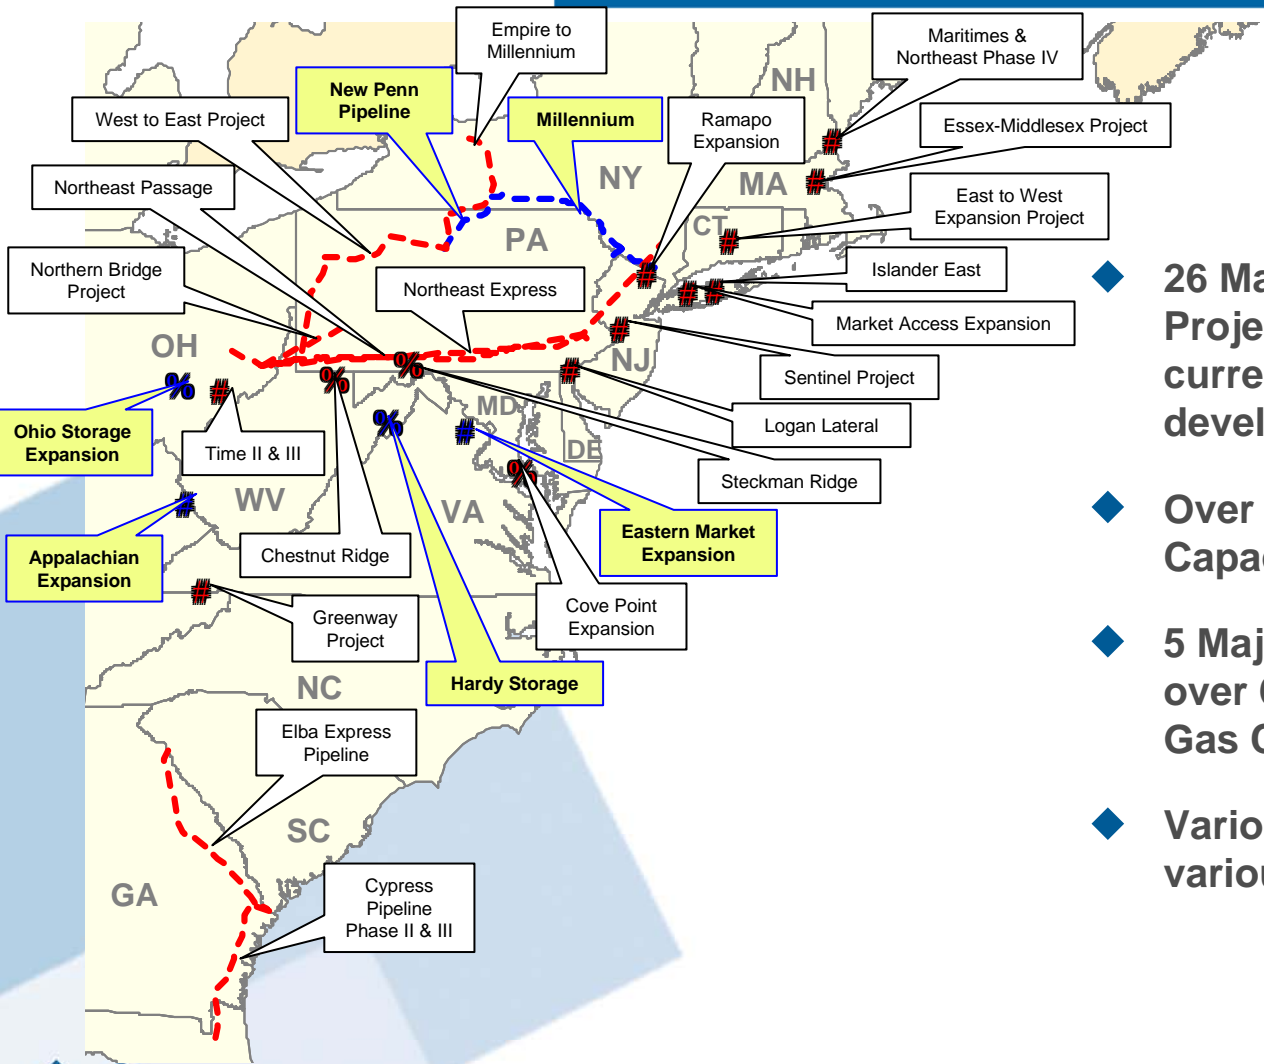 Empire to
Millennium
Maritimes &
Northeast Phase IV
New Penn
Pipeline
Millennium
West to East Project
Ramapo
Expansion
Essex-Middlesex Project
NH
NY
MA
Northeast Passage
East to West
Expansion Project
CT
PA
Northern Bridge
Project
Northeast Express
Islander East
Market Access Expansion
OH
NJ
Sentinel Project
MD
Logan Lateral
Ohio Storage
Expansion
Time II & III
DE
Steckman Ridge
WV
VA
Eastern Market
Expansion
Appalachian
Expansion
Chestnut Ridge
Greenway
Project
Cove Point
Expansion
Hardy Storage
NC
Elba Express
Pipeline
SC
GA
Cypress
Pipeline
Phase II & III
26 Ma
Proje
curre
devel
Over
Capa
5 Maj
over
Gas
Vario
variou